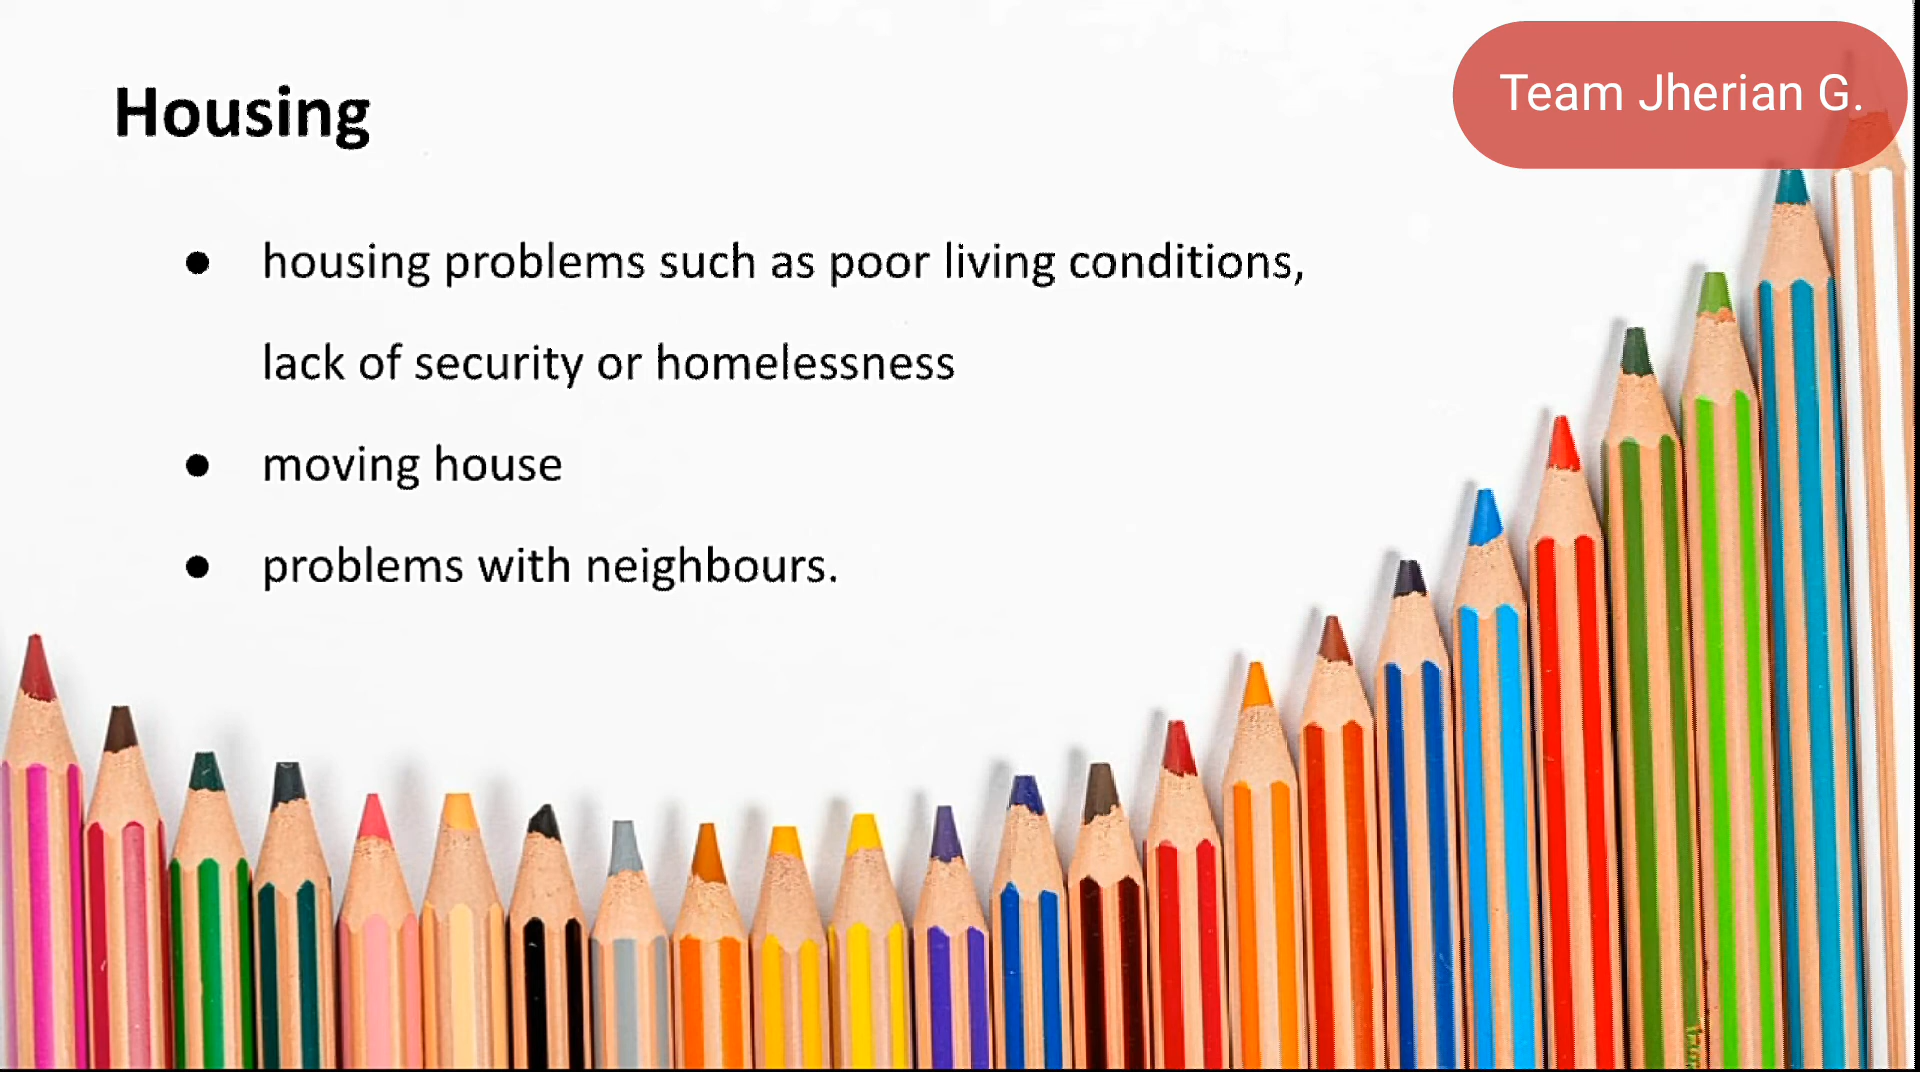 Housing
Team Jherian G.
● housing problems such as poor living conditions,
lack of security or homelessness
● moving house
● problems with neighbours.